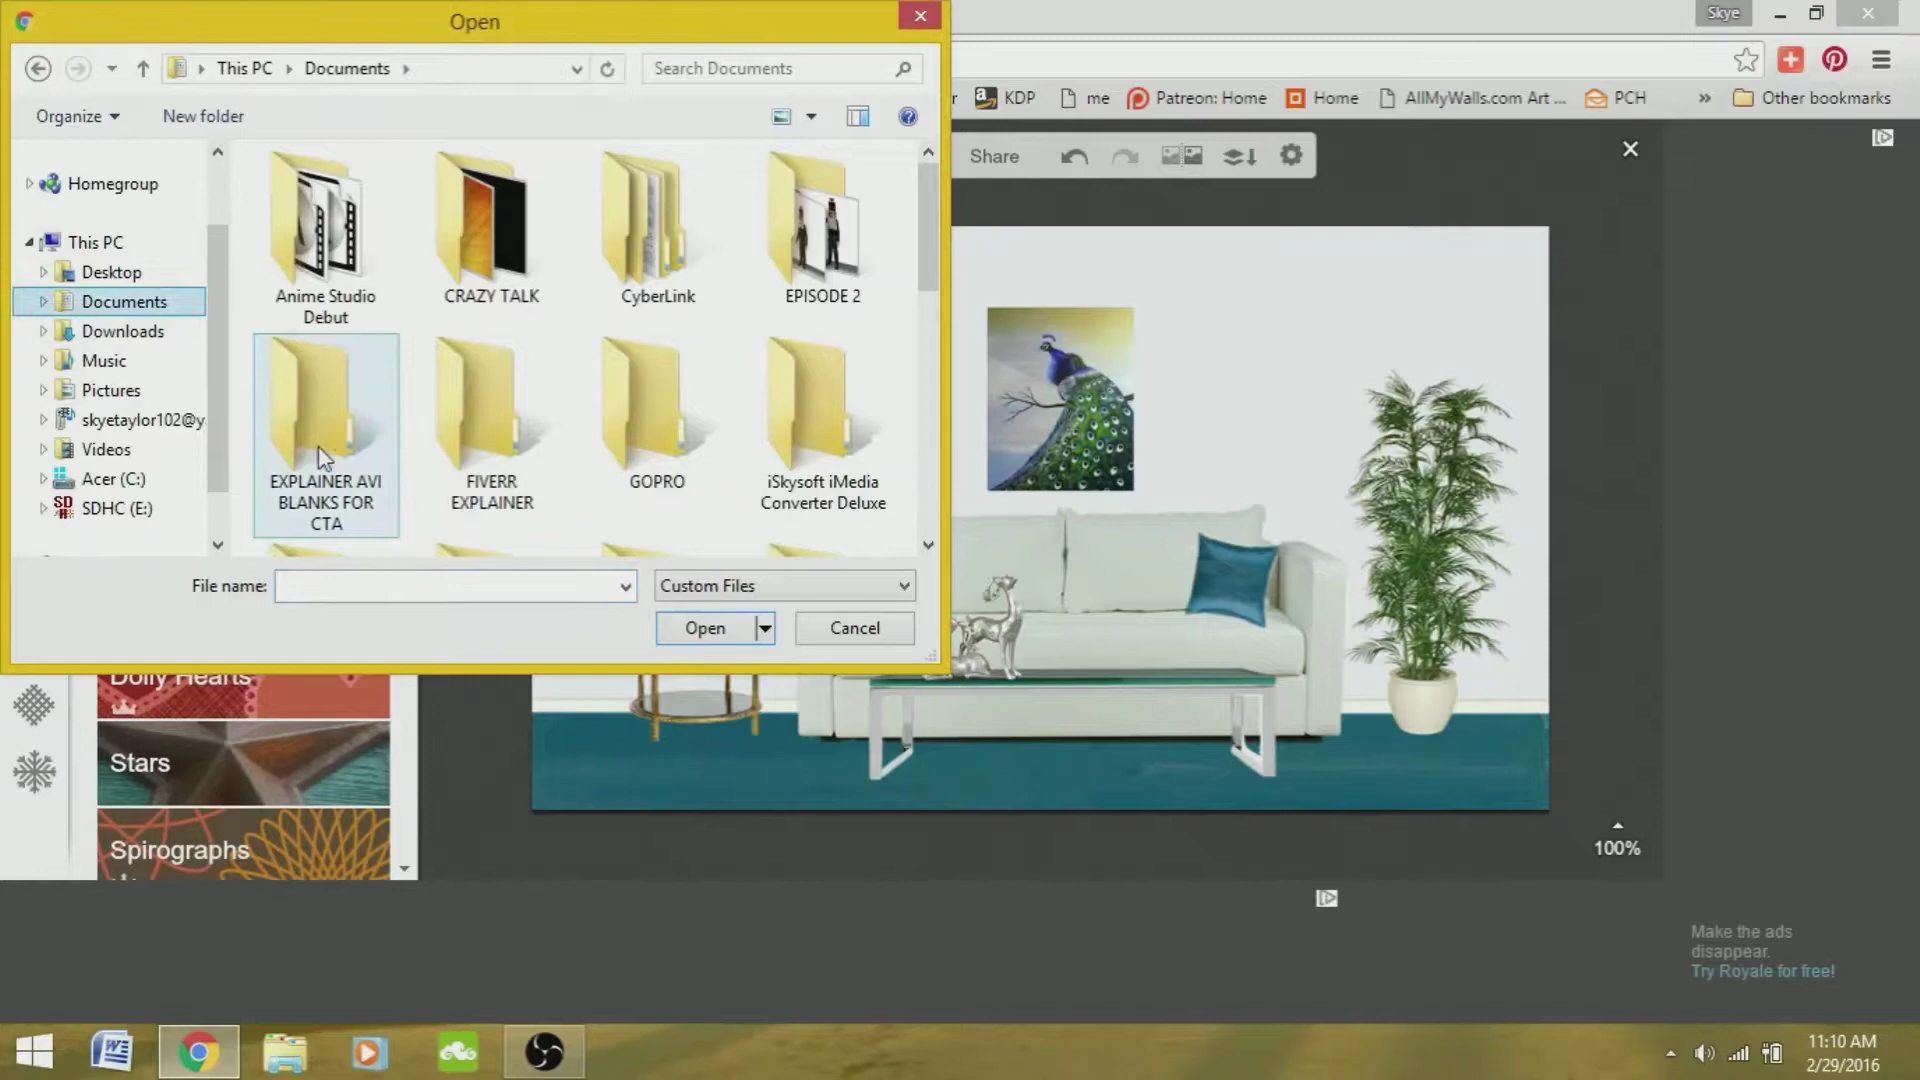 Open
Skye
This PC
Documents
Search Documents
Organize
New folder
KDP
me
Patreon: Home
Home
AllMyWalls.com Art ...
PCH
»
Other bookmarks
Share
Homegroup
This PC
Desktop
Documents
Downloads
Music
Pictures
skyetaylor102@y
Videos
Acer (C:)
SDHC (E:)
Anime Studio
Debut
CRAZY TALK
CyberLink
EPISODE 2
EXPLAINER AVI
BLANKS FOR
CTA
FIVERR
EXPLAINER
GOPRO
iSkysoft iMedia
Converter Deluxe
File name:
Custom Files
Open
Cancel
Dolly Hearts
Stars
Spirographs
100%
Make the ads
disappear.
Try Royale for free!
11:10 AM
2/29/2016